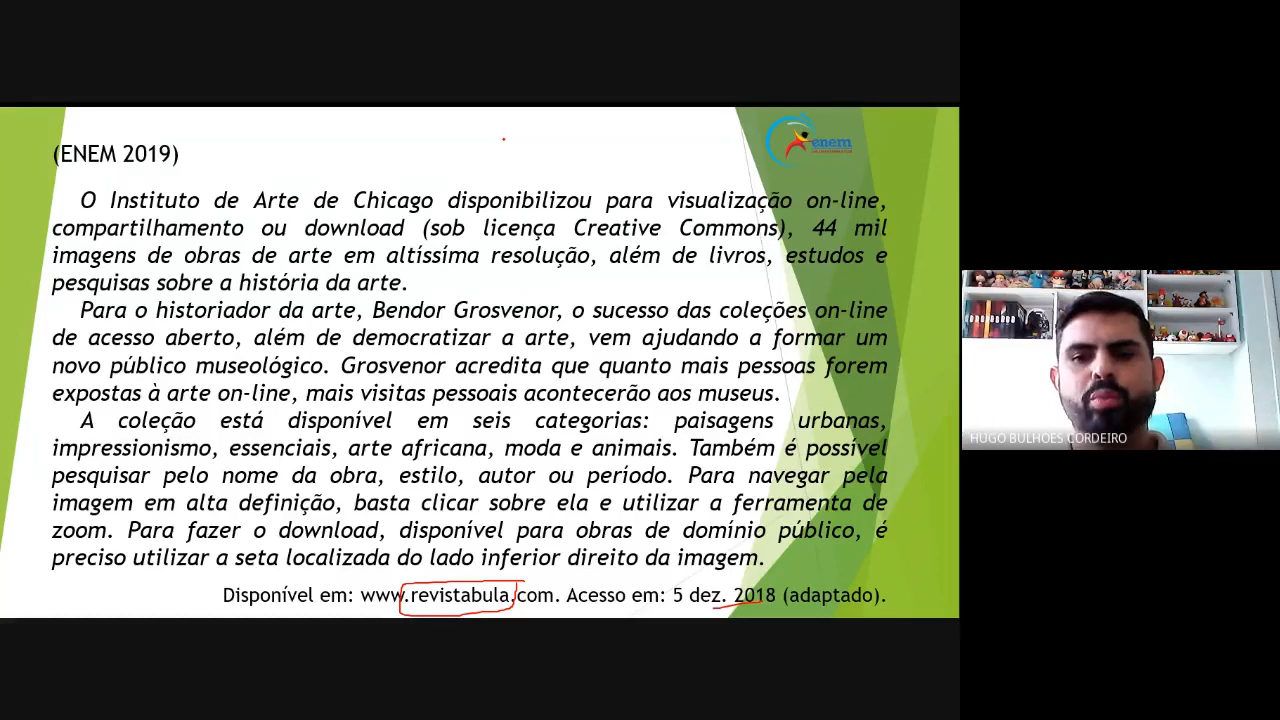 (ENEM 2019)
enem
O Instituto de Arte de Chicago disponibilizou para visualização on-line,
compartilhamento ou download (sob licença Creative Commons), 44 mil
imagens de obras de arte em altíssima resolução, além de livros, estudos e
pesquisas sobre a história da arte.
Para o historiador da arte, Bendor Grosvenor, o sucesso das coleções on-line
de acesso aberto, além de democratizar a arte, vem ajudando a formar um
novo público museológico. Grosvenor acredita que quanto mais pessoas forem
expostas à arte on-line, mais visitas pessoais acontecerão aos museus.
A coleção está disponível em seis categorias: paisagens urbanas,
impressionismo, essenciais, arte africana, moda e animais. Também é possível
pesquisar pelo nome da obra, estilo, autor ou período. Para navegar pela
imagem em alta definição, basta clicar sobre ela e utilizar a ferramenta de
zoom. Para fazer o download, disponível para obras de domínio público, é
preciso utilizar a seta localizada do lado inferior direito da imagem.
Disponível em: www.revistabula.com. Acesso em: 5 dez. 2018 (adaptado).
HUGO BULHÕES CORDEIRO